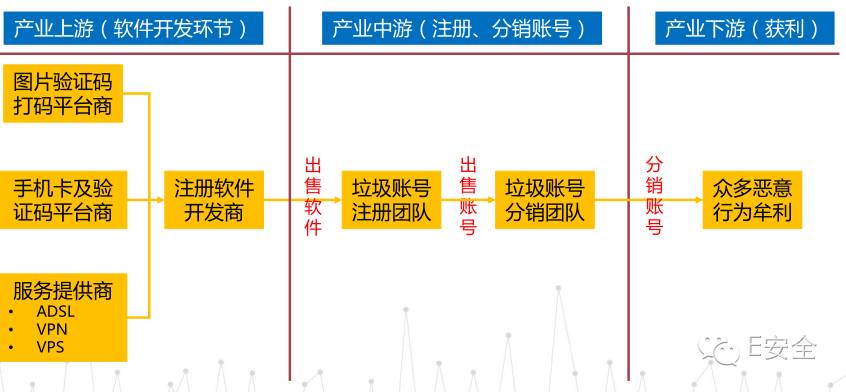 产业上游（软件开发环节）
产业中游（注册、分销账号）
产业下游（获利）
图片验证码
打码平台商
手机卡及验
证码平台商
服务提供商
• ADSL
• VPN
• VPS
注册软件
开发商
出售软件
垃圾账号
注册团队
出售账号
垃圾账号
分销团队
分销账号
众多恶意
行为牟利
E安全